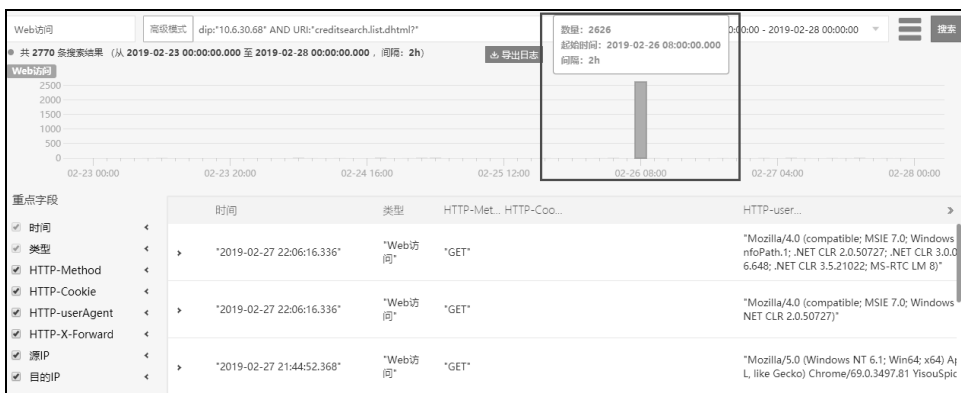 Web访问
高级模式 dip:"10.6.30.68" AND URI:"creditsearch.list.dhtml?"
数量: 2626
起始时间: 2019-02-26 08:00:00.000
间隔: 2h
0:00:00 - 2019-02-28 00:00:00
搜索
共 2770 条搜索结果 (从 2019-02-23 00:00:00.000 至 2019-02-28 00:00:00.000 , 间隔: 2h)
导出日志
Web访问
2500
2000
1500
1000
500
0
02-23 00:00 02-23 20:00 02-24 16:00 02-25 12:00 02-26 08:00 02-27 04:00 02-28 00:00
重点字段
时间
类型
HTTP-Method
HTTP-Cookie
HTTP-userAgent
HTTP-X-Forward
源IP
目的IP
时间 类型 HTTP-Met... HTTP-Coo... HTTP-user...
"2019-02-27 22:06:16.336" "Web访问" "GET" "Mozilla/4.0 (compatible; MSIE 7.0; Windows
nfoPath.1; .NET CLR 2.0.50727; .NET CLR 3.0.0
6.648; .NET CLR 3.5.21022; MS-RTC LM 8)"
"2019-02-27 22:06:16.336" "Web访问" "GET" "Mozilla/4.0 (compatible; MSIE 7.0; Windows
NET CLR 2.0.50727)"
"2019-02-27 21:44:52.368" "Web访问" "GET" "Mozilla/5.0 (Windows NT 6.1; Win64; x64) Ap
L, like Gecko) Chrome/69.0.3497.81 YisouSpid